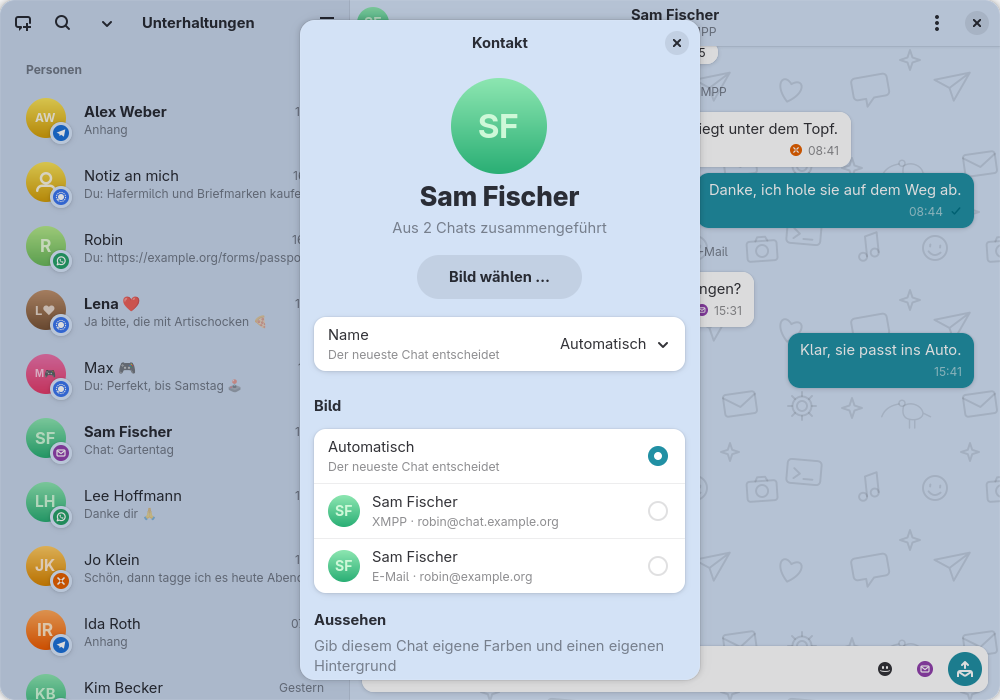 Unterhaltungen
Personen
AW
Alex Weber
Anhang
Notiz an mich
Du: Hafermilch und Briefmarken kaufe
R
Robin
Du: https://example.org/forms/passpo
L❤
Lena ❤️
Ja bitte, die mit Artischocken 🍕
M🎮
Max 🎮
Du: Perfekt, bis Samstag 🕹️
SF
Sam Fischer
Chat: Gartentag
LH
Lee Hoffmann
Danke dir 🙏
JK
Jo Klein
Schön, dann tagge ich es heute Abend
IR
Ida Roth
Anhang
KB
Kim Becker
Gestern
Kontakt
SF
Sam Fischer
Aus 2 Chats zusammengeführt
Bild wählen …
Name
Der neueste Chat entscheidet
Automatisch
Bild
Automatisch
Der neueste Chat entscheidet
SF
Sam Fischer
XMPP · robin@chat.example.org
SF
Sam Fischer
E-Mail · robin@example.org
Aussehen
Gib diesem Chat eigene Farben und einen eigenen
Hintergrund
Sam Fischer
MPP
iegt unter dem Topf.
08:41
Danke, ich hole sie auf dem Weg ab.
08:44
-Mail
ngen?
15:31
Klar, sie passt ins Auto.
15:41